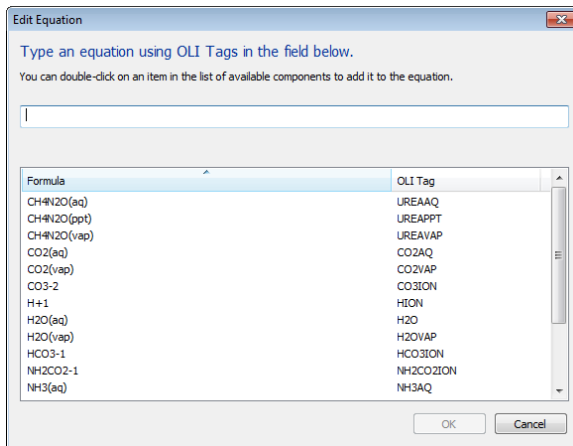 Edit Equation
Type an equation using OLI Tags in the field below.
You can double-click on an item in the list of available components to add it to the equation.
Formula OLI Tag
CH4N2O(aq) UREAAQ
CH4N2O(ppt) UREAPPT
CH4N2O(vap) UREAVAP
CO2(aq) CO2AQ
CO2(vap) CO2VAP
CO3-2 CO3ION
H+1 HION
H2O(aq) H2O
H2O(vap) H2OVAP
HCO3-1 HCO3ION
NH2CO2-1 NH2CO2ION
NH3(aq) NH3AQ
OK Cancel